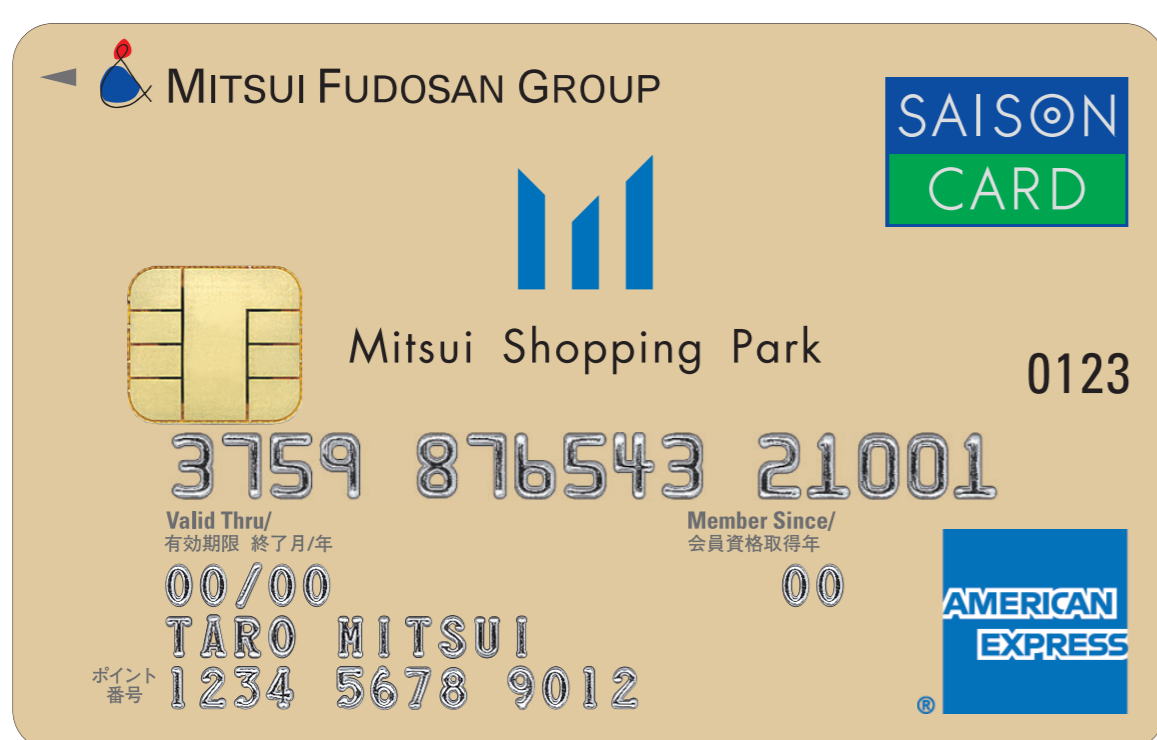 MITSUI FUDOSAN GROUP
SAISON
CARD
Mitsui Shopping Park
0123
3759 876543 21001
Valid Thru/
有効期限 終了月/年
Member Since/
会員資格取得年
00/00
00
TARO MITSUI
ポイント
番号
1234 5678 9012
AMERICAN
EXPRESS
®